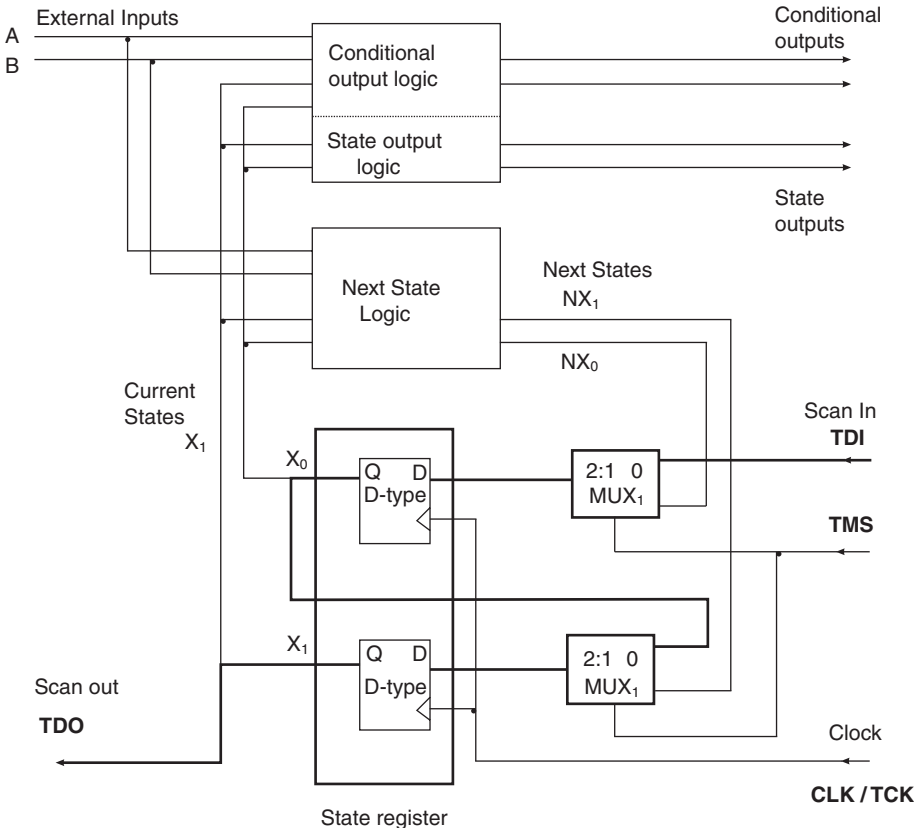 External Inputs
A
B
Conditional
output logic
State output
logic
Conditional
outputs
State
outputs
Next State
Logic
Next States
NX₁
NX₀
Current
States
X₁
X₀
Q D
D-type
2:1 0
MUX₁
Scan In
TDI
TMS
X₁
Q D
D-type
2:1 0
MUX₁
Scan out
TDO
Clock
CLK / TCK
State register